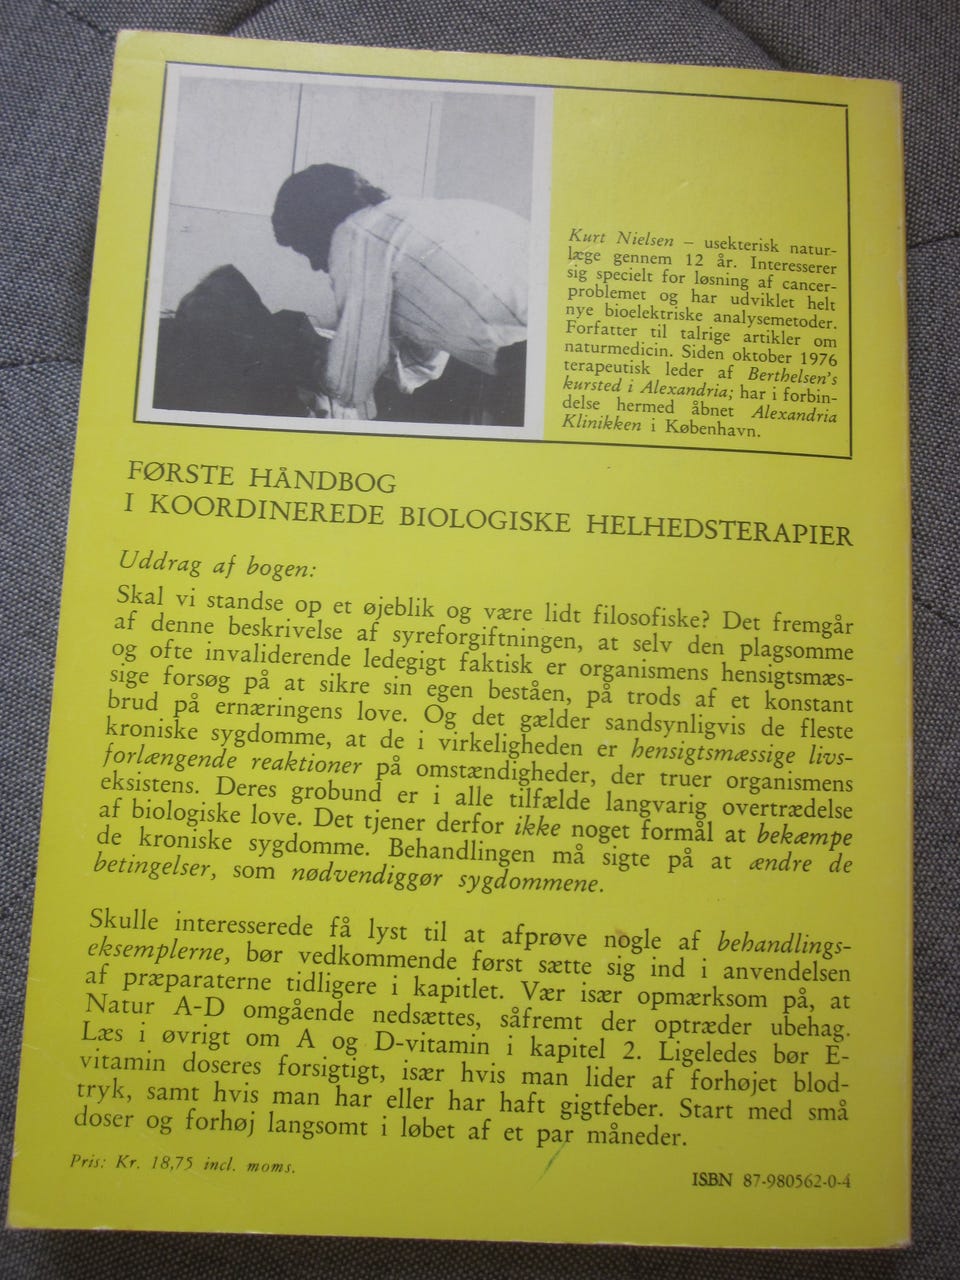 Kurt Nielsen – usekterisk natur-
læge gennem 12 år. Interesserer
sig specielt for løsning af cancer-
problemet og har udviklet helt
nye bioelektriske analysemetoder.
Forfatter til talrige artikler om
naturmedicin. Siden oktober 1976
terapeutisk leder af Berthelsen's
kursted i Alexandria; har i forbin-
delse hermed åbnet Alexandria
Klinikken i København.
FØRSTE HÅNDBOG
I KOORDINEREDE BIOLOGISKE HELHEDSTERAPIER
Uddrag af bogen:
Skal vi standse op et øjeblik og være lidt filosofiske? Det fremgår
af denne beskrivelse af syreforgiftningen, at selv den plagsomme
og ofte invaliderende ledegigt faktisk er organismens hensigtsmæs-
sige forsøg på at sikre sin egen beståen, på trods af et konstant
brud på ernæringens love. Og det gælder sandsynligvis de fleste
kroniske sygdomme, at de i virkeligheden er hensigtsmæssige livs-
forlængende reaktioner på omstændigheder, der truer organismens
eksistens. Deres grobund er i alle tilfælde langvarig overtrædelse
af biologiske love. Det tjener derfor ikke noget formål at bekæmpe
de kroniske sygdomme. Behandlingen må sigte på at ændre de
betingelser, som nødvendiggør sygdommene.
Skulle interesserede få lyst til at afprøve nogle af behandlings-
eksemplerne, bør vedkommende først sætte sig ind i anvendelsen
af præparaterne tidligere i kapitlet. Vær især opmærksom på, at
Natur A-D omgående nedsættes, såfremt der optræder ubehag.
Læs i øvrigt om A og D-vitamin i kapitel 2. Ligeledes bør E-
vitamin doseres forsigtigt, især hvis man lider af forhøjet blod-
tryk, samt hvis man har eller har haft gigtfeber. Start med små
doser og forhøj langsomt i løbet af et par måneder.
Pris: Kr. 18,75 incl. moms.
ISBN 87-980562-0-4